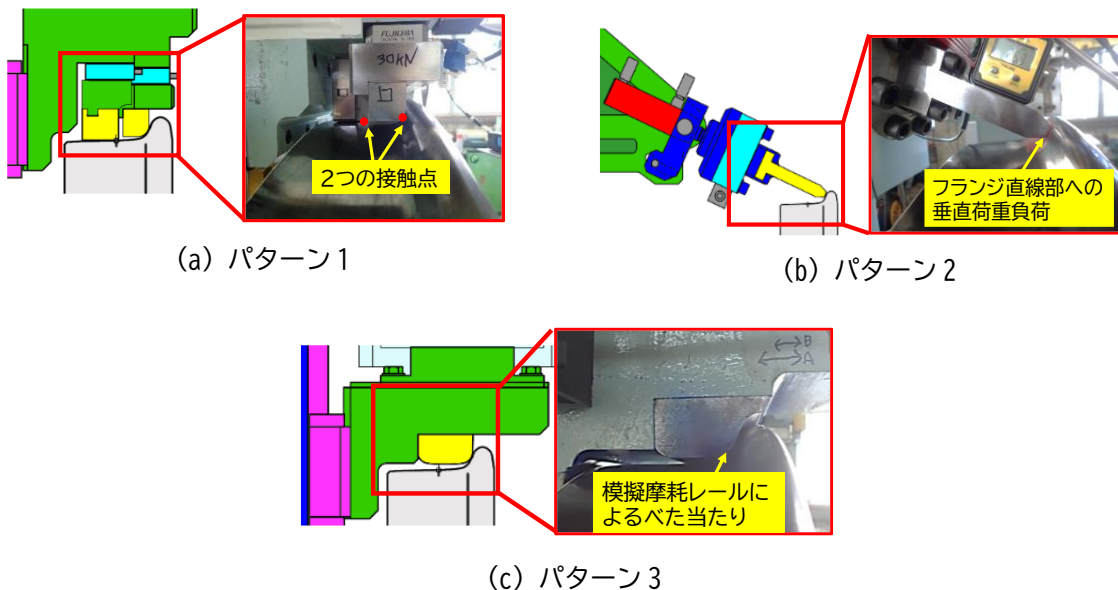 FUJIKURA
30KN
2つの接触点
(a) パターン1
フランジ直線部への
垂直荷重負荷
(b) パターン2
B
A
模擬摩耗レールに
よるべた当たり
(c) パターン3